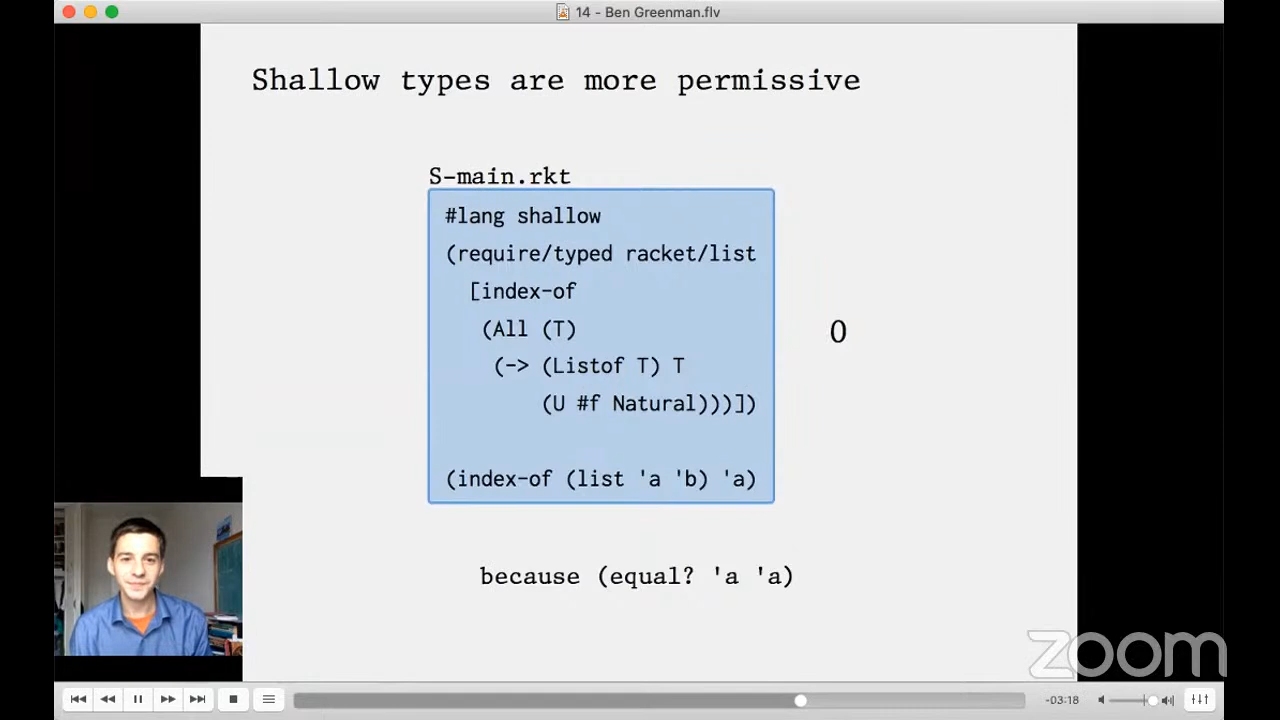 14 - Ben Greenman.flv
Shallow types are more permissive
S-main.rkt
#lang shallow
(require/typed racket/list
[index-of
(All (T)
(-> (Listof T) T
(U #f Natural)))])
0
(index-of (list 'a 'b) 'a)
because (equal? 'a 'a)
zoom
-03:18